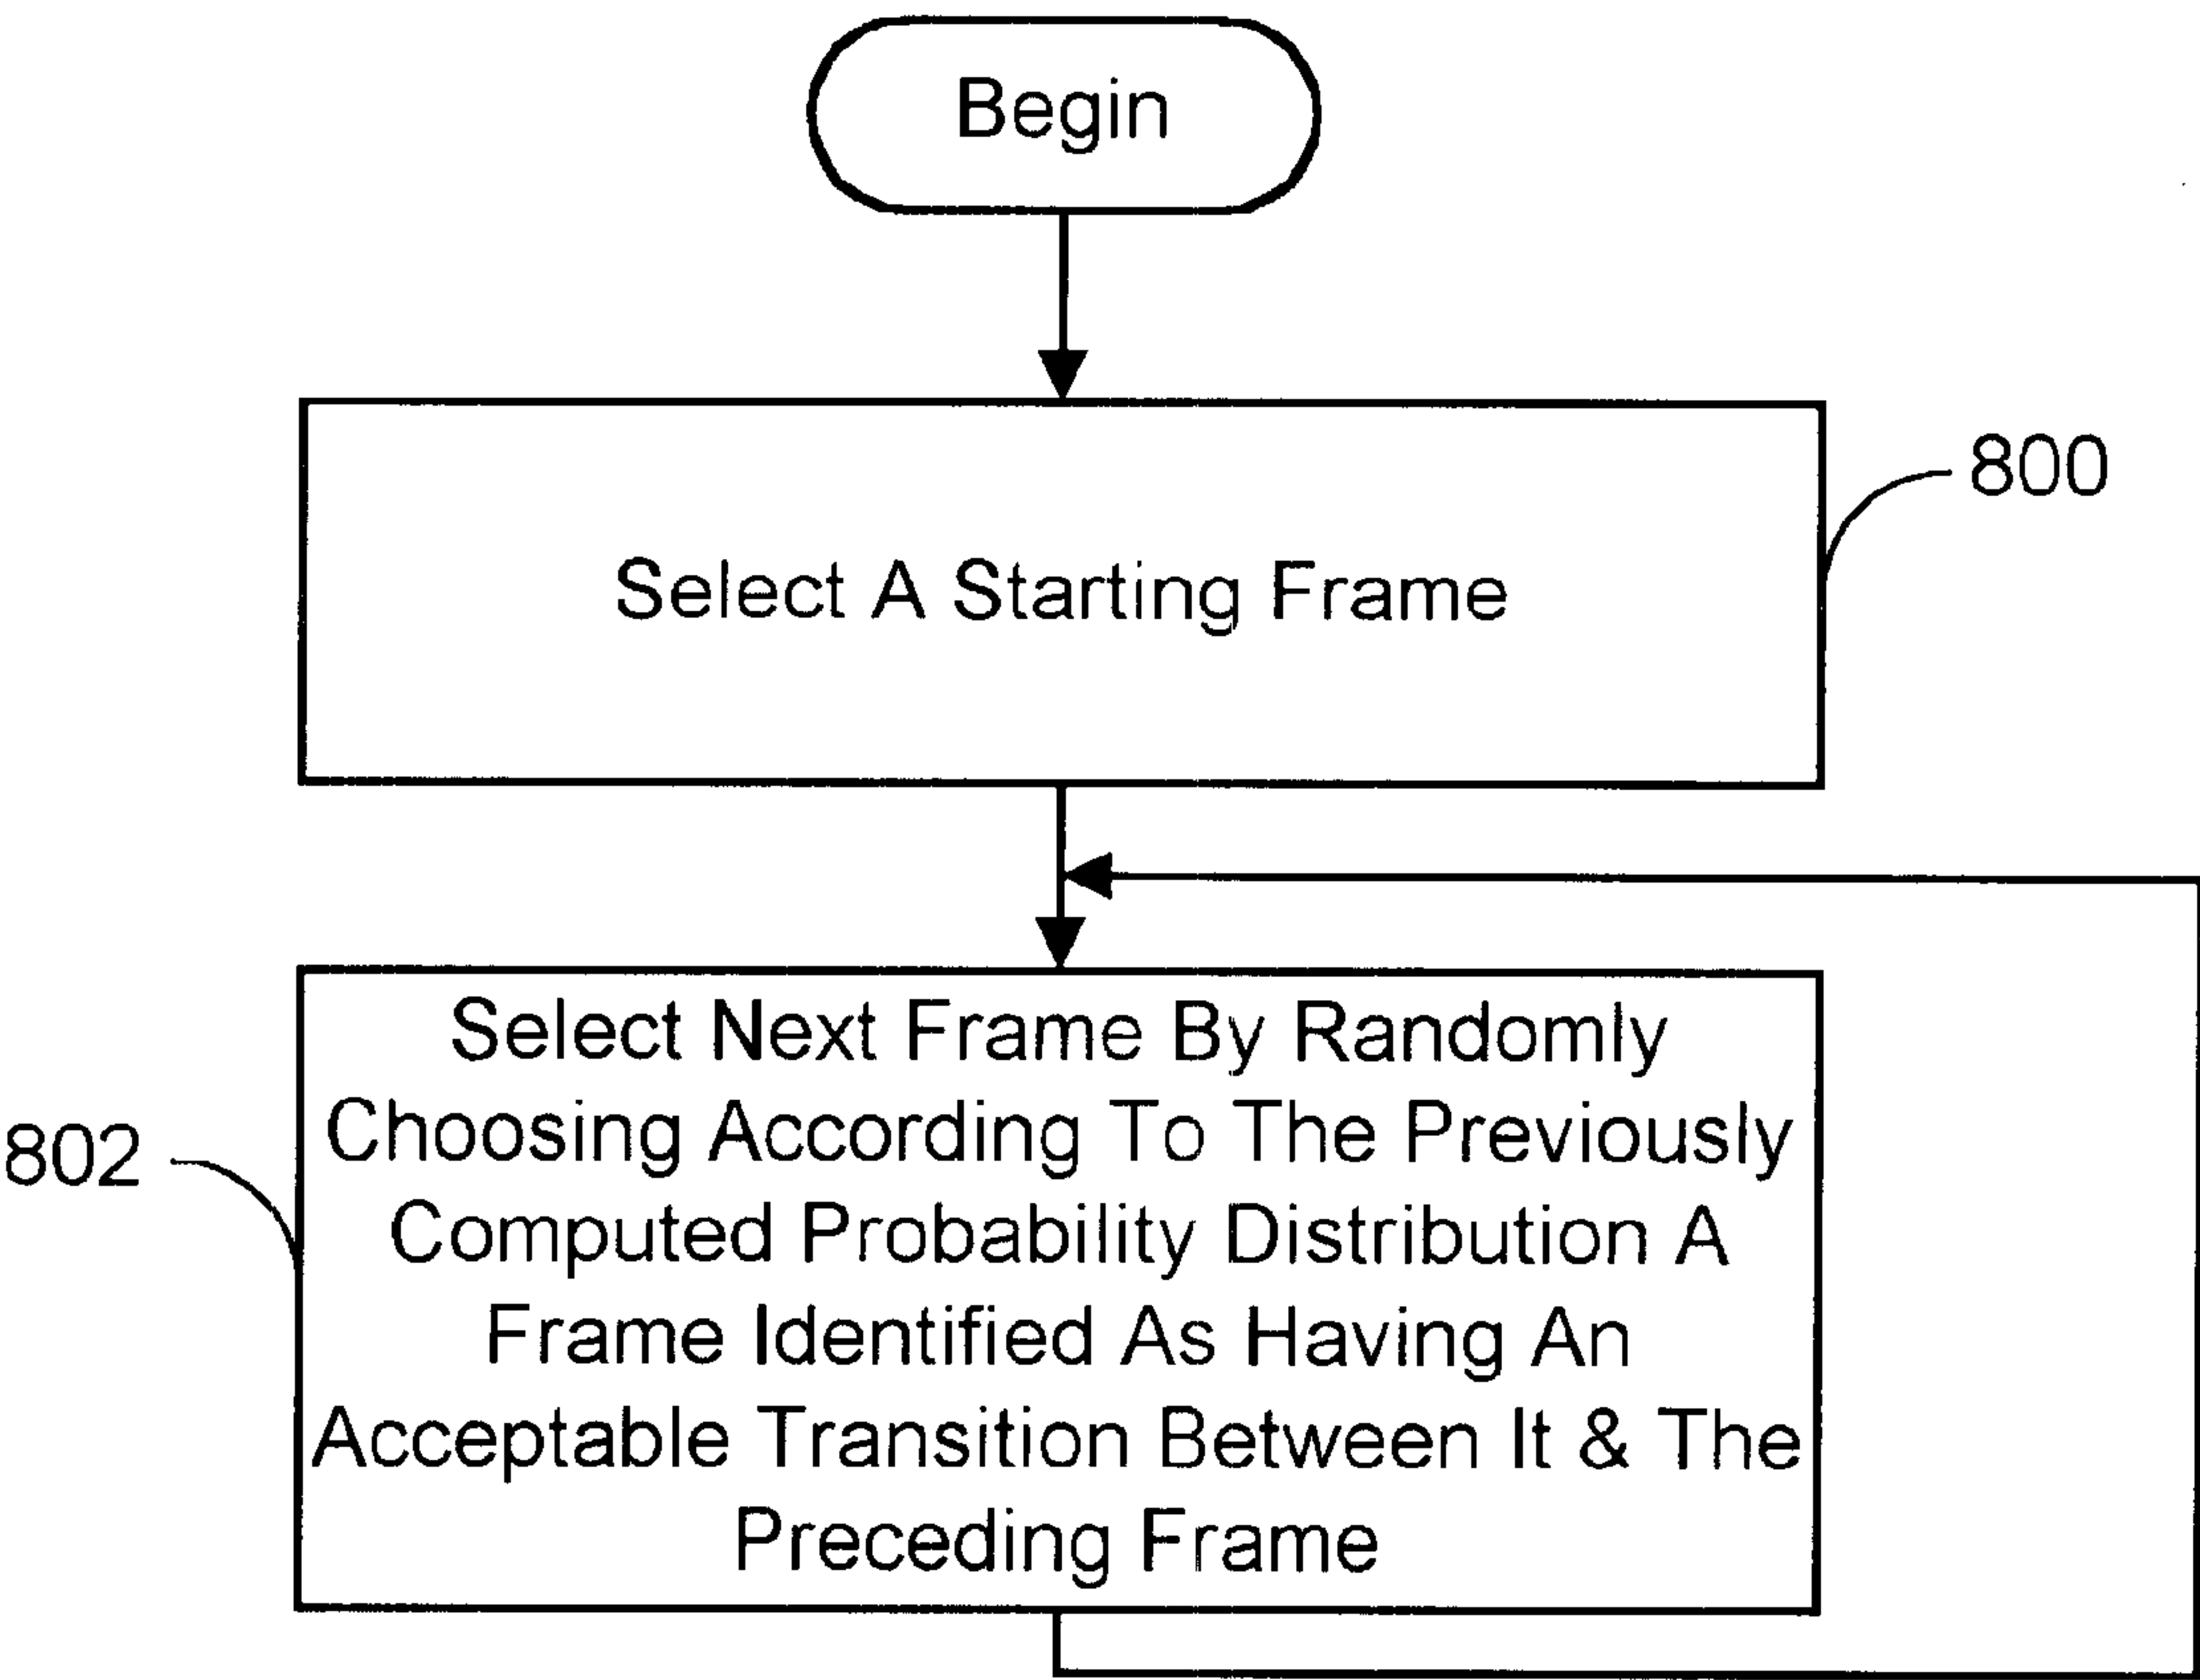 Begin
800
Select A Starting Frame
802
Select Next Frame By Randomly
Choosing According To The Previously
Computed Probability Distribution A
Frame Identified As Having An
Acceptable Transition Between It & The
Preceding Frame